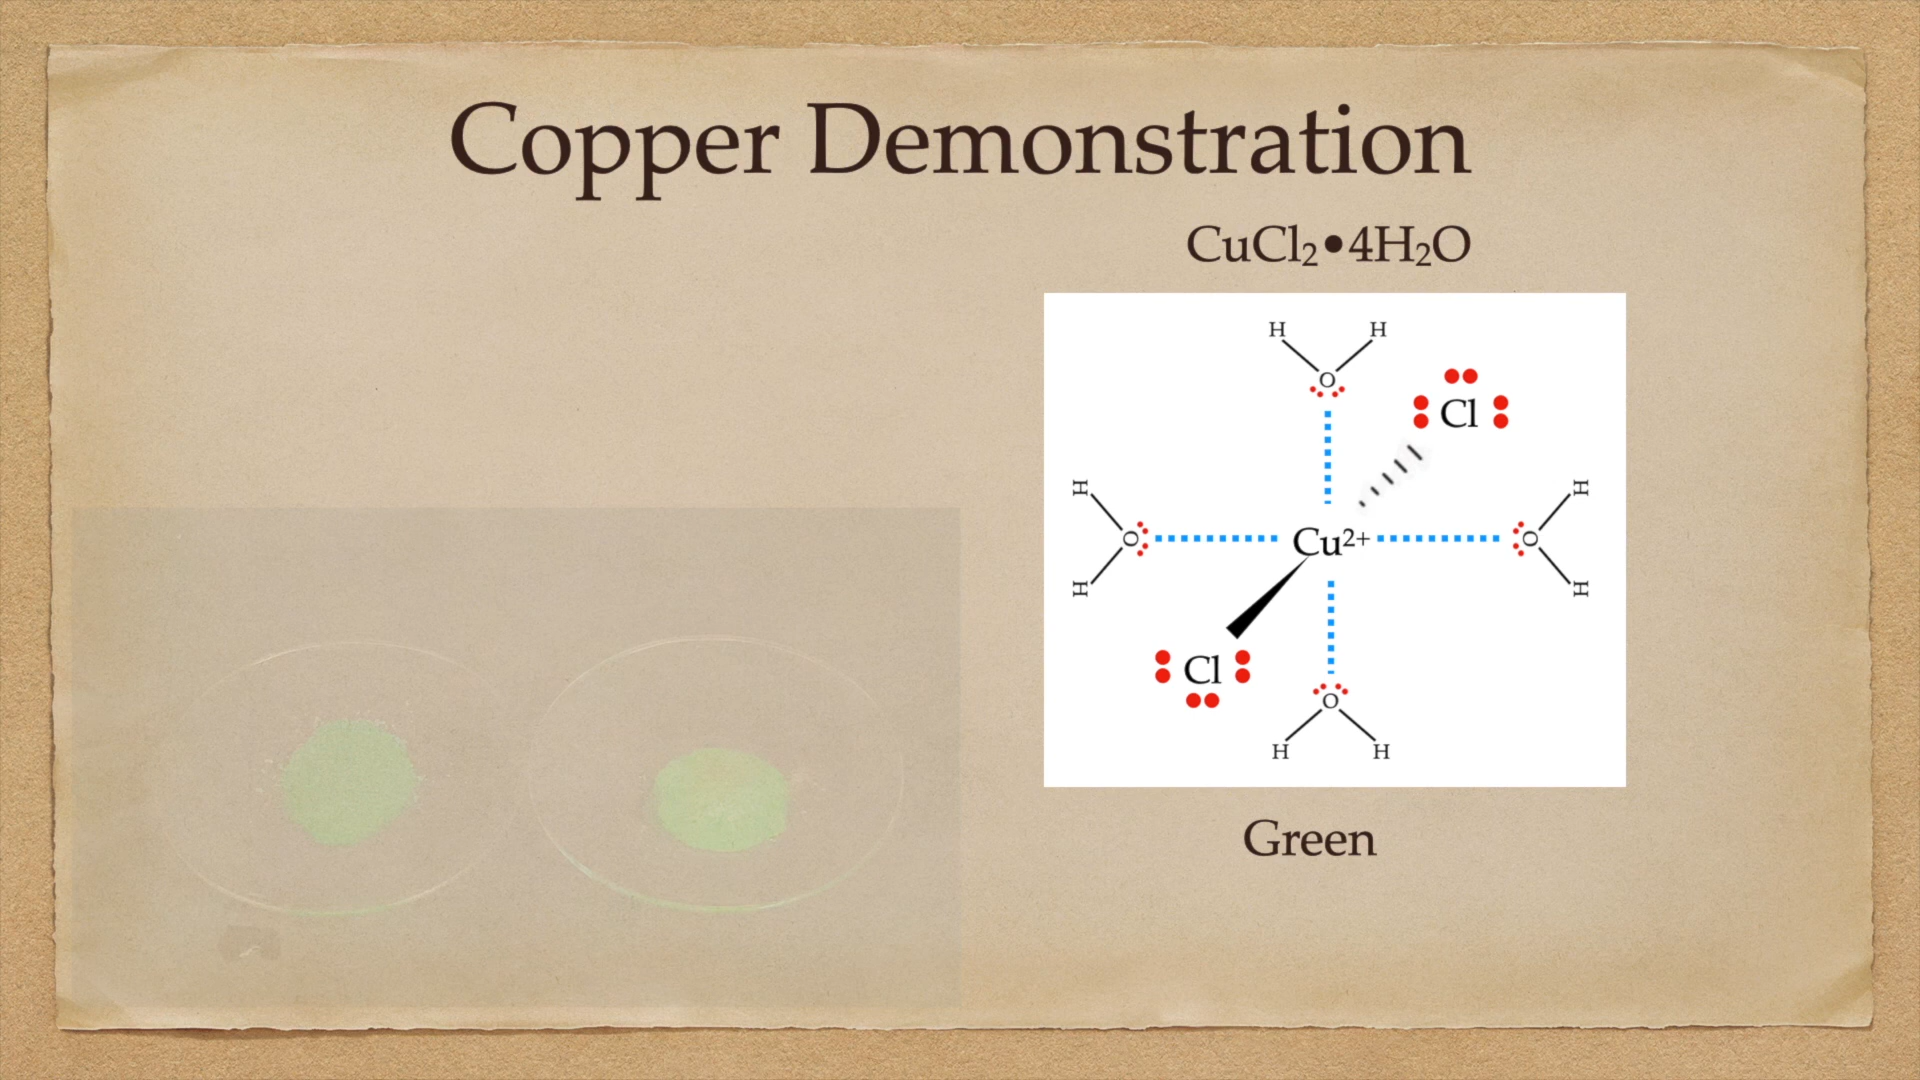 Copper Demonstration
CuCl₂•4H₂O
H H
O
Cl
H H
O Cu²⁺ O
H H
Cl
O
H H
Green